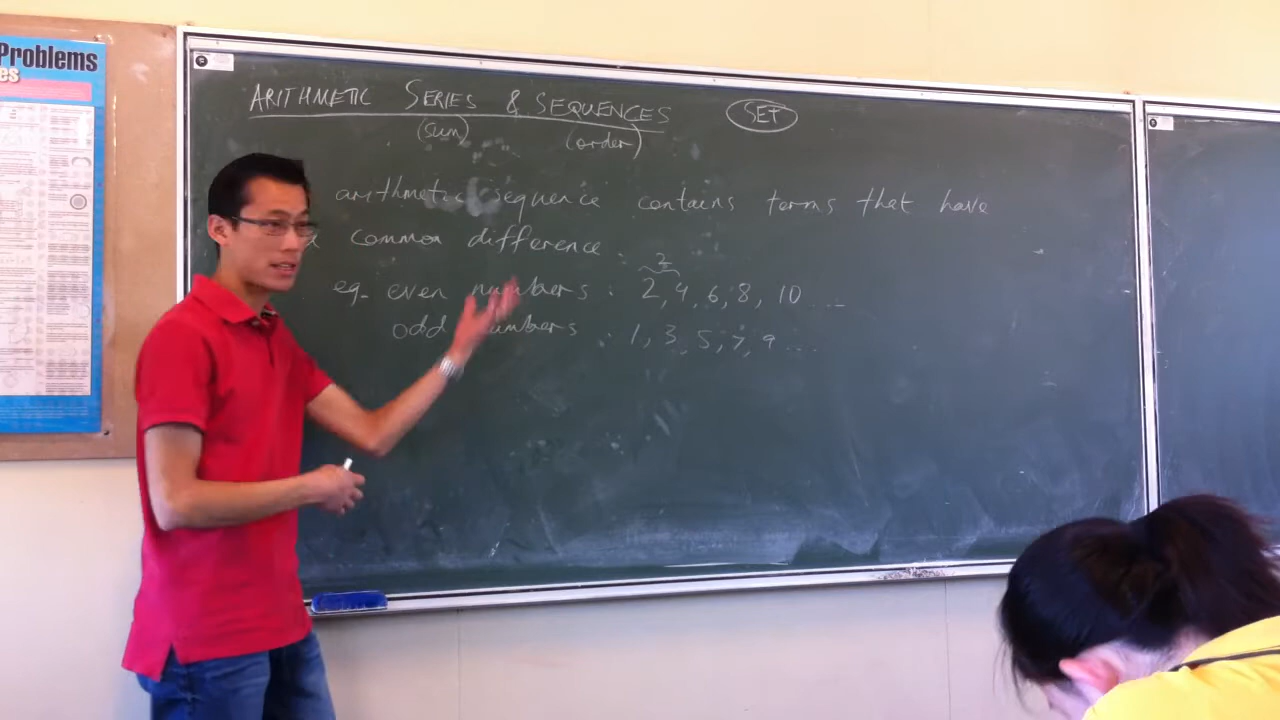 Problems
es
ARITHMETIC SERIES & SEQUENCES SET
(sum) (order)
arithmetic sequence contains terms that have
a common difference.
2
eg. even numbers : 2, 4, 6, 8, 10 ....
odd numbers : 1, 3, 5, 7, 9 ....